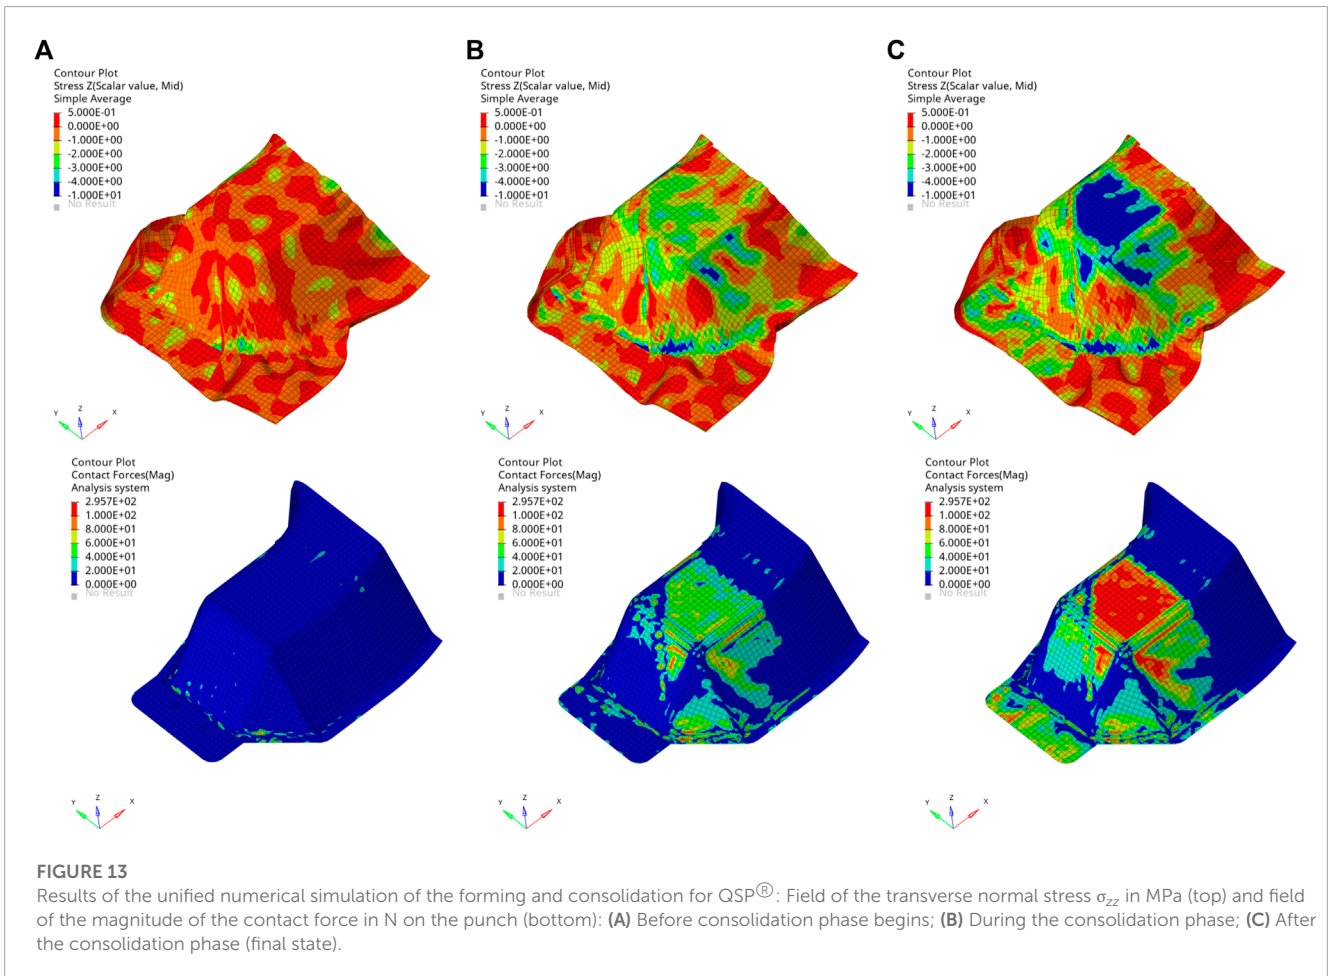 A
Contour Plot
Stress Z(Scalar value, Mid)
Simple Average
5.000E-01
0.000E+00
-1.000E+00
-2.000E+00
-3.000E+00
-4.000E+00
-1.000E+01
No Result
Y
Z
X
B
Contour Plot
Stress Z(Scalar value, Mid)
Simple Average
5.000E-01
0.000E+00
-1.000E+00
-2.000E+00
-3.000E+00
-4.000E+00
-1.000E+01
No Result
Y
Z
X
C
Contour Plot
Stress Z(Scalar value, Mid)
Simple Average
5.000E-01
0.000E+00
-1.000E+00
-2.000E+00
-3.000E+00
-4.000E+00
-1.000E+01
No Result
Y
Z
X
Contour Plot
Contact Forces(Mag)
Analysis system
2.957E+02
1.000E+02
8.000E+01
6.000E+01
4.000E+01
2.000E+01
0.000E+00
No Result
Y
Z
X
Contour Plot
Contact Forces(Mag)
Analysis system
2.957E+02
1.000E+02
8.000E+01
6.000E+01
4.000E+01
2.000E+01
0.000E+00
No Result
Y
Z
X
Contour Plot
Contact Forces(Mag)
Analysis system
2.957E+02
1.000E+02
8.000E+01
6.000E+01
4.000E+01
2.000E+01
0.000E+00
No Result
Y
Z
X
FIGURE 13
Results of the unified numerical simulation of the forming and consolidation for QSP®: Field of the transverse normal stress σzz in MPa (top) and field
of the magnitude of the contact force in N on the punch (bottom): (A) Before consolidation phase begins; (B) During the consolidation phase; (C) After
the consolidation phase (final state).